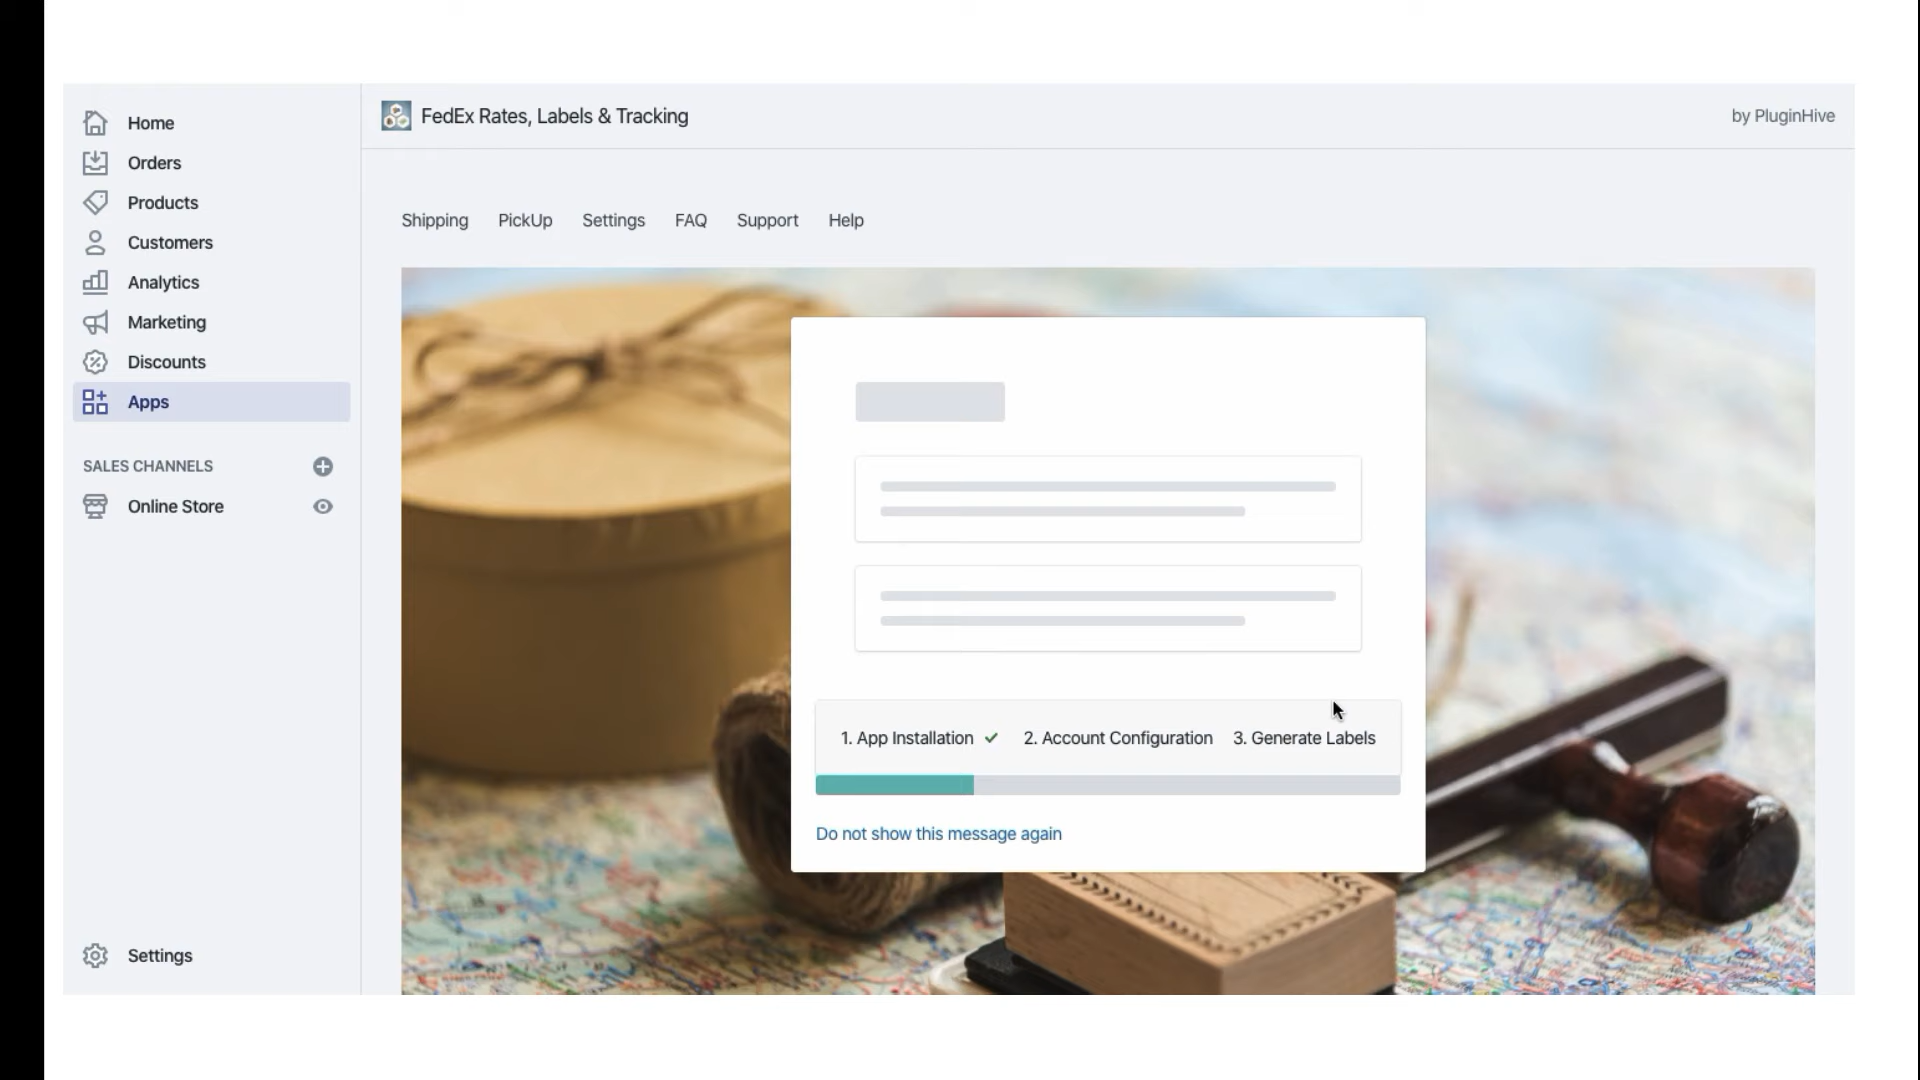 FedEx Rates, Labels & Tracking
by PluginHive
Home
Orders
Products
Customers
Analytics
Marketing
Discounts
Apps
SALES CHANNELS
Online Store
Settings
Shipping PickUp Settings FAQ Support Help
1. App Installation 2. Account Configuration 3. Generate Labels
Do not show this message again